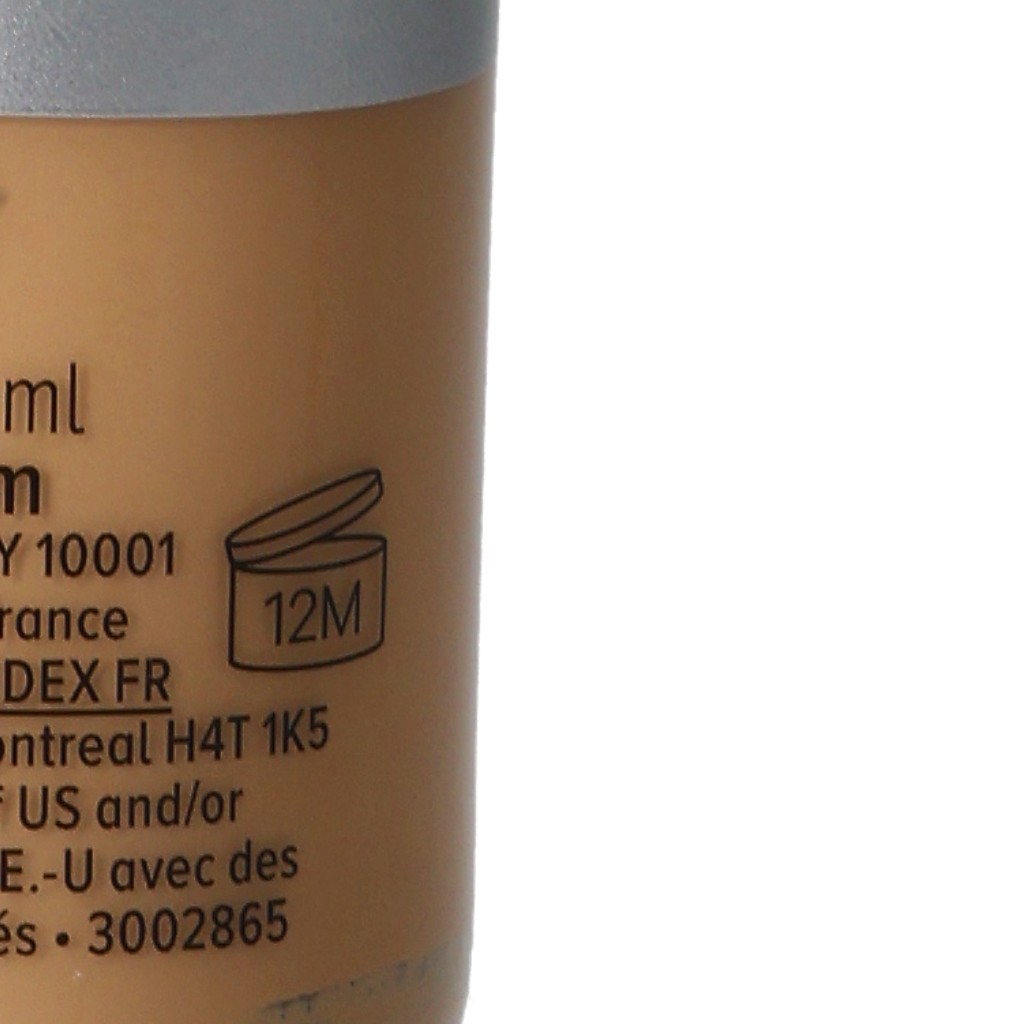 ml
m
Y 10001
rance
12M
DEX FR
ontreal H4T 1K5
f US and/or
E.-U avec des
és • 3002865